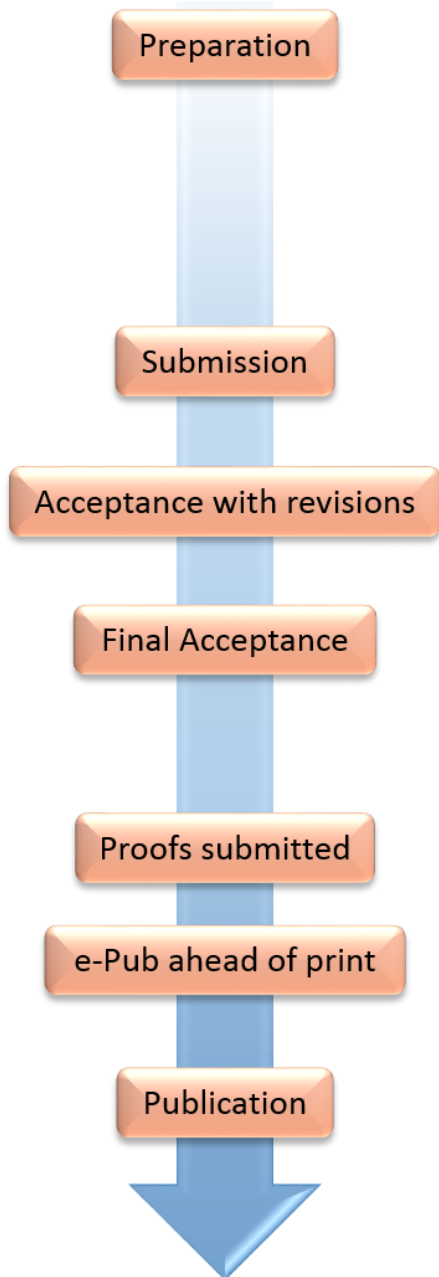 Preparation
Submission
Acceptance with revisions
Final Acceptance
Proofs submitted
e-Pub ahead of print
Publication